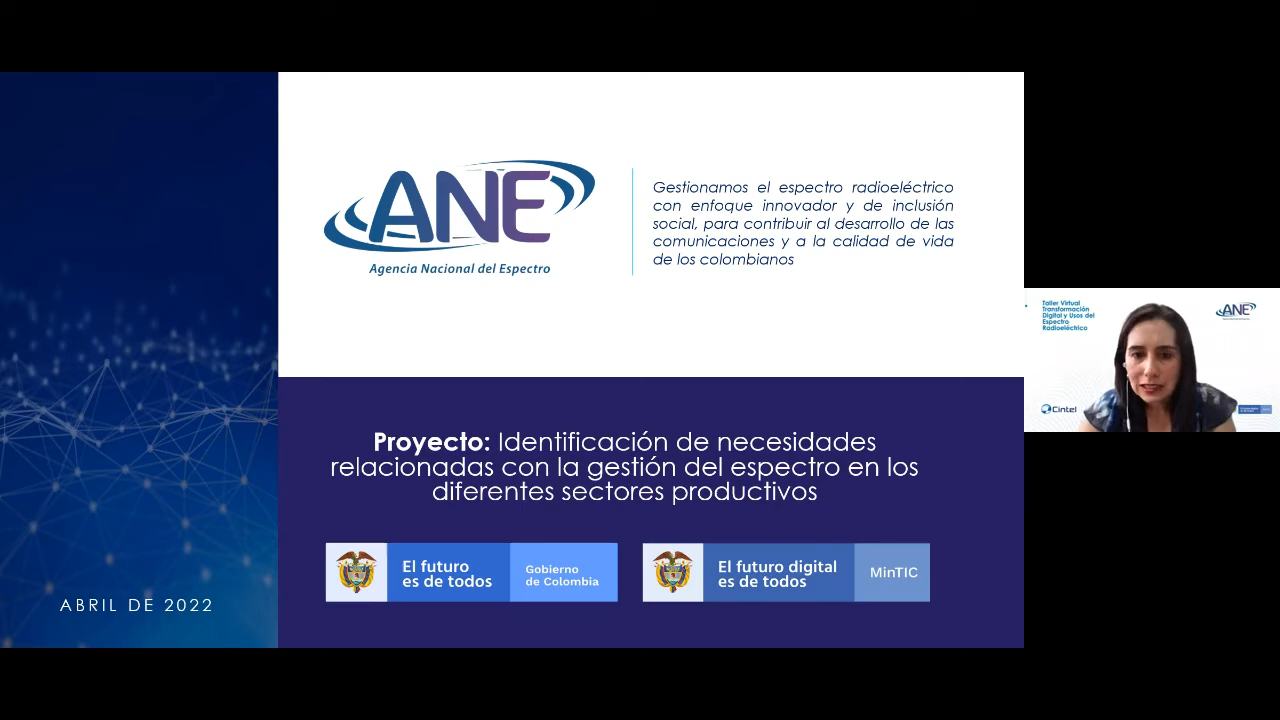 ANE
Agencia Nacional del Espectro
Gestionamos el espectro radioeléctrico
con enfoque innovador y de inclusión
social, para contribuir al desarrollo de las
comunicaciones y a la calidad de vida
de los colombianos
Proyecto: Identificación de necesidades
relacionadas con la gestión del espectro en los
diferentes sectores productivos
El futuro
es de todos
Gobierno
de Colombia
El futuro digital
es de todos
MinTIC
ABRIL DE 2022
Taller Virtual
Transformación
Digital y Usos del
Espectro
Radioeléctrico
ANE
Cintel